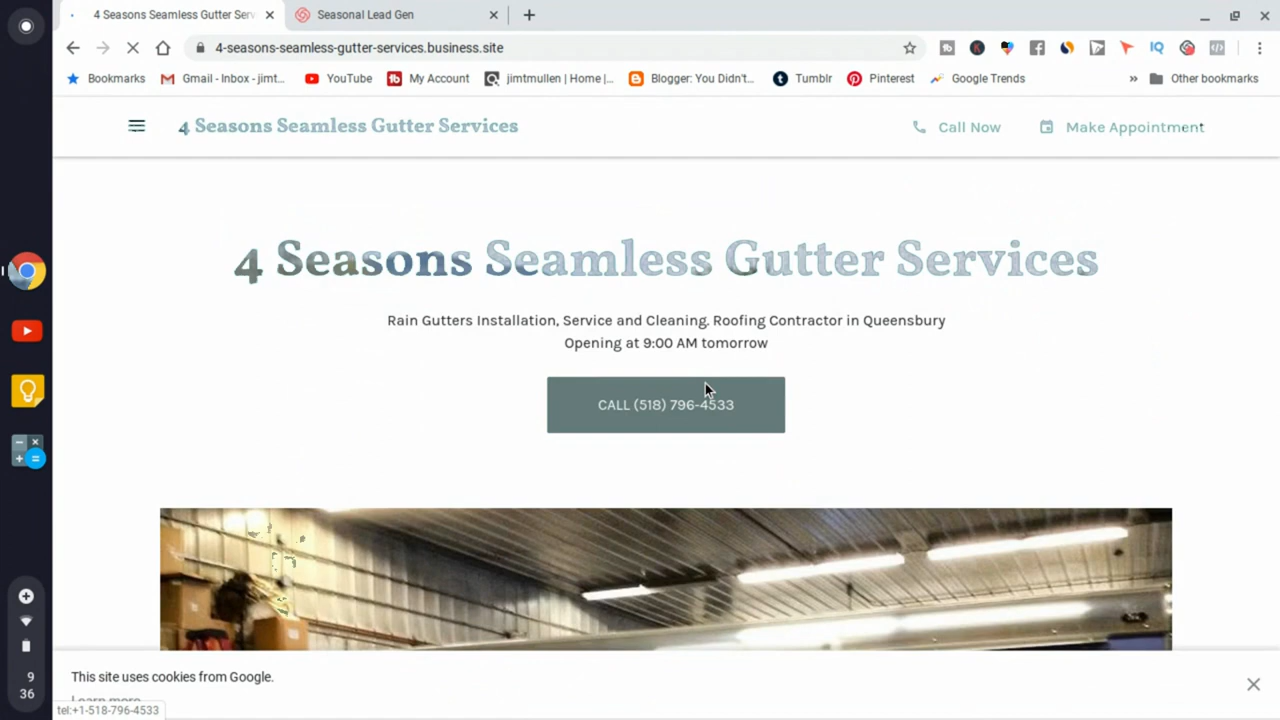 4 Seasons Seamless Gutter Serv
Seasonal Lead Gen
4-seasons-seamless-gutter-services.business.site
Bookmarks
Gmail - Inbox - jimt...
YouTube
My Account
jimtmullen | Home |...
Blogger: You Didn't...
Tumblr
Pinterest
Google Trends
»
Other bookmarks
4 Seasons Seamless Gutter Services
Call Now
Make Appointment
4 Seasons Seamless Gutter Services
Rain Gutters Installation, Service and Cleaning. Roofing Contractor in Queensbury
Opening at 9:00 AM tomorrow
CALL (518) 796-4533
This site uses cookies from Google.
Learn more
tel:+1-518-796-4533
9
36